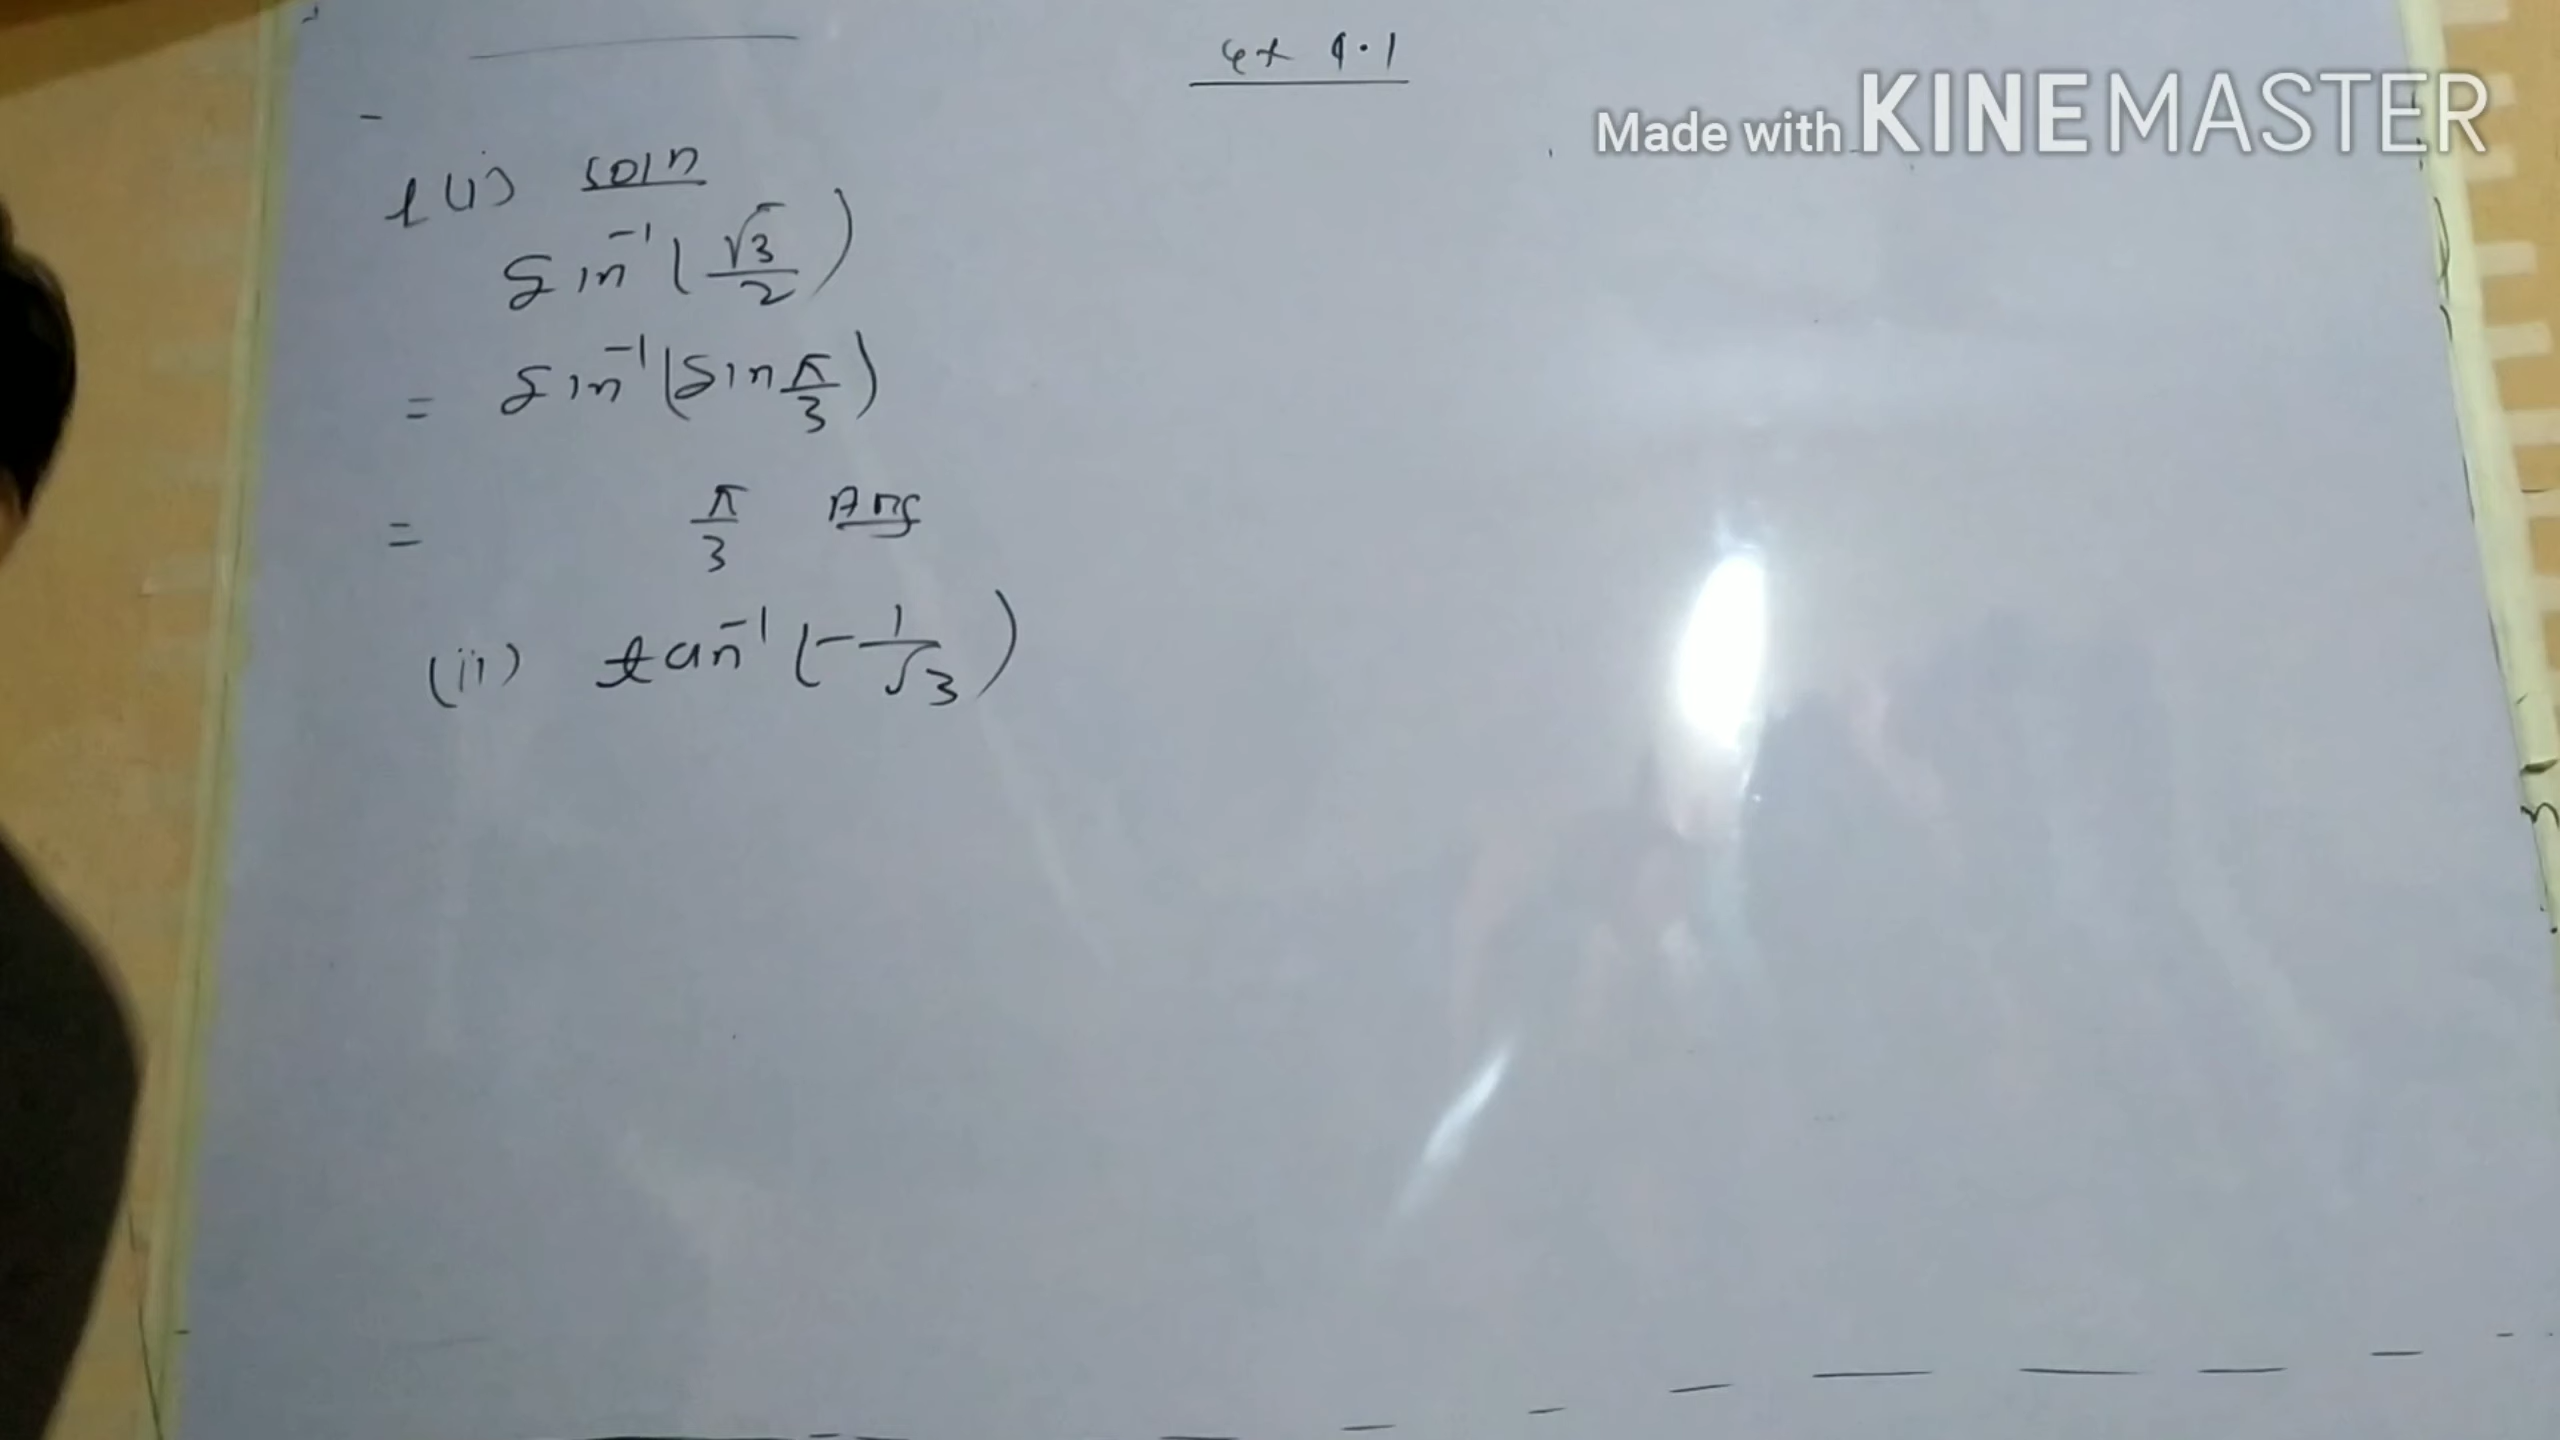 ex 9.1
Made with KINEMASTER
1(i) soln
sin⁻¹(√3/2)
= sin⁻¹(sin π/3)
= π/3 Ans
(ii) tan⁻¹(-1/√3)